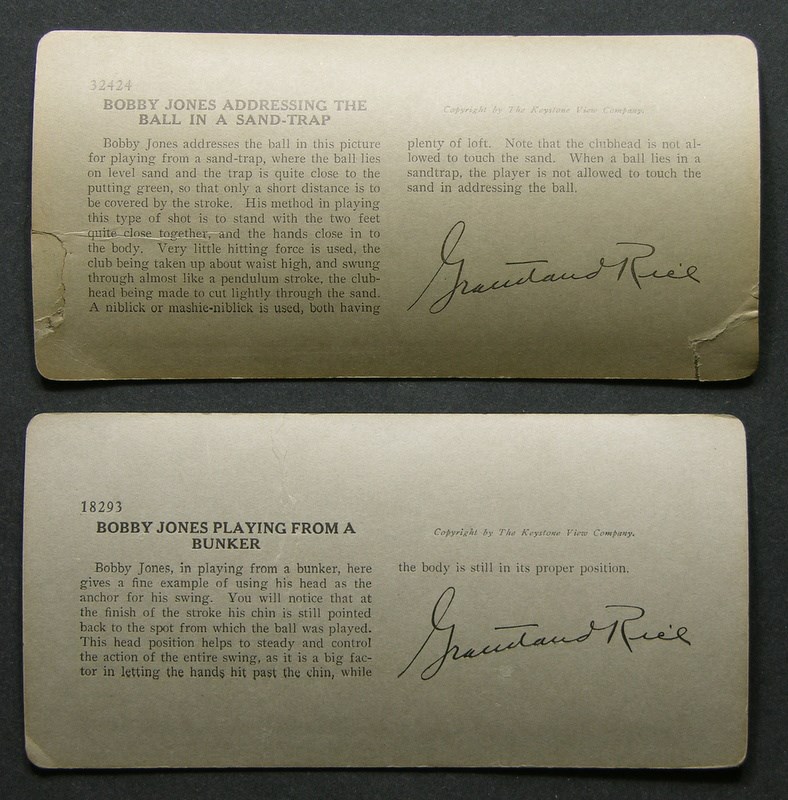 32424
BOBBY JONES ADDRESSING THE
BALL IN A SAND-TRAP
Bobby Jones addresses the ball in this picture
for playing from a sand-trap, where the ball lies
on level sand and the trap is quite close to the
putting green, so that only a short distance is to
be covered by the stroke. His method in playing
this type of shot is to stand with the two feet
quite close together, and the hands close in to
the body. Very little hitting force is used, the
club being taken up about waist high, and swung
through almost like a pendulum stroke, the club-
head being made to cut lightly through the sand.
A niblick or mashie-niblick is used, both having
Copyright by The Keystone View Company.
plenty of loft. Note that the clubhead is not al-
lowed to touch the sand. When a ball lies in a
sandtrap, the player is not allowed to touch the
sand in addressing the ball.
Grantland Rice
18293
BOBBY JONES PLAYING FROM A
BUNKER
Bobby Jones, in playing from a bunker, here
gives a fine example of using his head as the
anchor for his swing. You will notice that at
the finish of the stroke his chin is still pointed
back to the spot from which the ball was played.
This head position helps to steady and control
the action of the entire swing, as it is a big fac-
tor in letting the hands hit past the chin, while
Copyright by The Keystone View Company.
the body is still in its proper position.
Grantland Rice